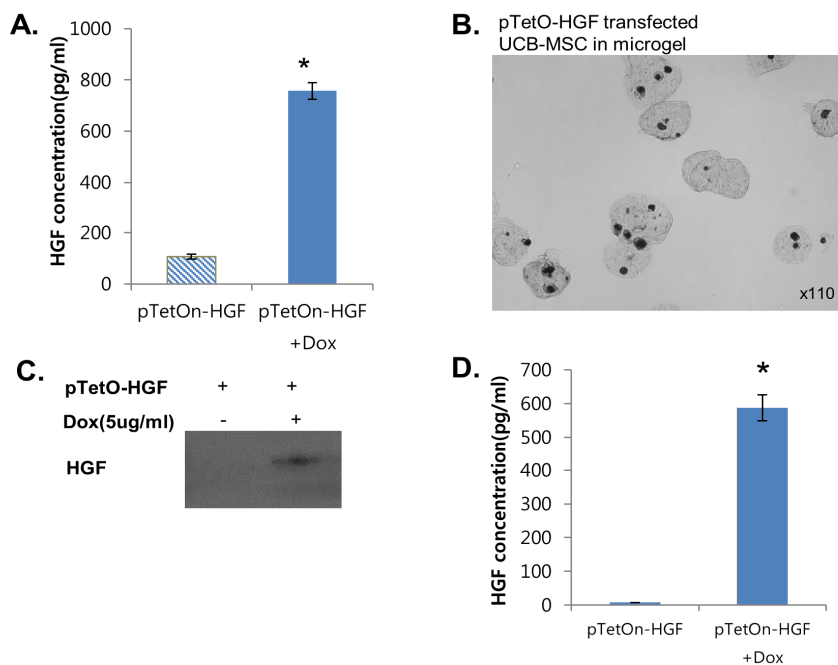 A.
HGF concentration(pg/ml)
1000
800
600
400
200
0
*
pTetOn-HGF
pTetOn-HGF
+Dox
B.
pTetO-HGF transfected
UCB-MSC in microgel
x110
C.
pTetO-HGF + +
Dox(5ug/ml) - +
HGF
D.
HGF concentration(pg/ml)
700
600
500
400
300
200
100
0
*
pTetOn-HGF
pTetOn-HGF
+Dox